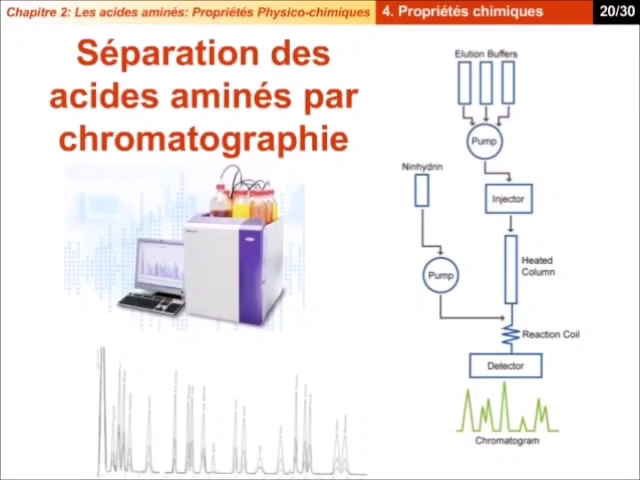 Chapitre 2: Les acides aminés: Propriétés Physico-chimiques
4. Propriétés chimiques
20/30
Séparation des
acides aminés par
chromatographie
Elution Buffers
Pump
Ninhydrin
Injector
Heated
Column
Pump
Reaction Coil
Detector
Chromatogram